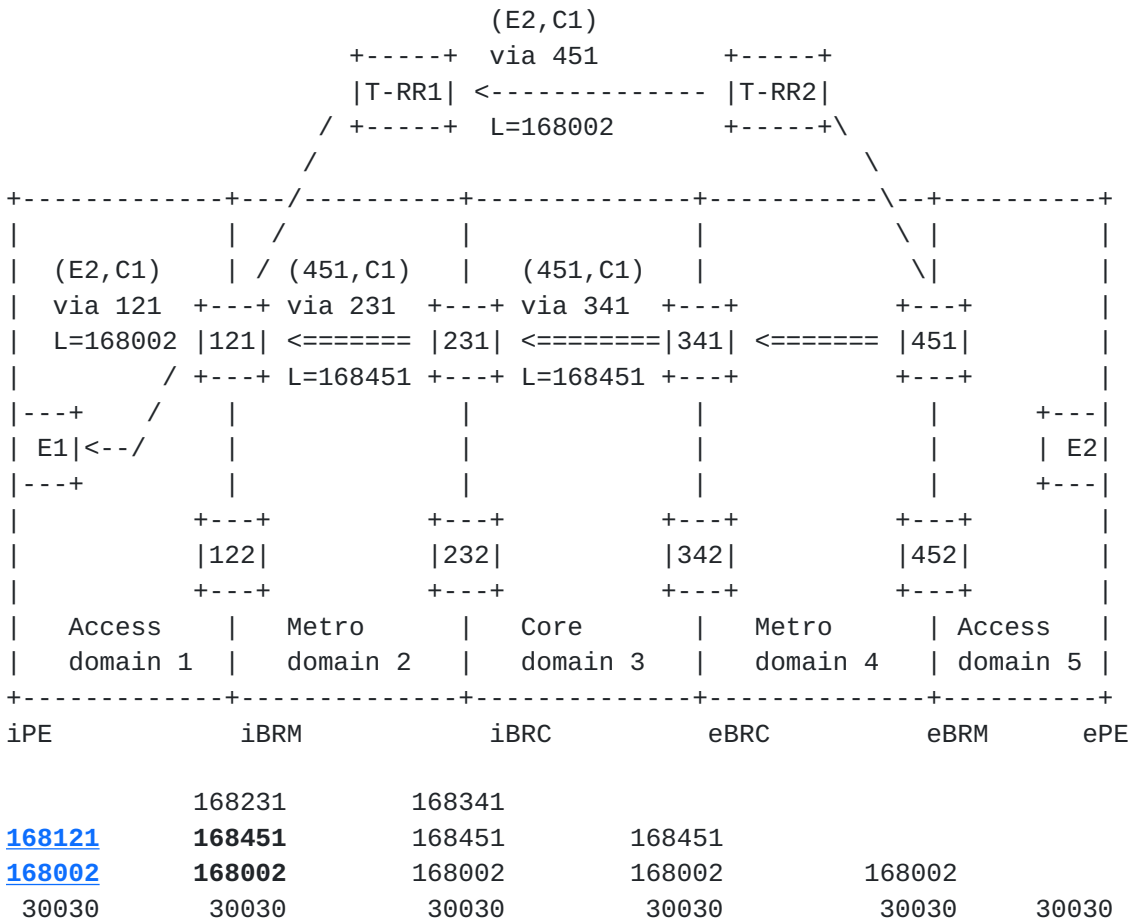 (E2,C1)
+-----+ via 451 +-----+
|T-RR1| <-------------- |T-RR2|
/ +-----+ L=168002 +-----+\
/ \
+-------------+---/----------+--------------+-----------\--+----------+
| | / | | \ | |
| (E2,C1) | / (451,C1) | (451,C1) | \| |
| via 121 +---+ via 231 +---+ via 341 +---+ +---+ |
| L=168002 |121| <======= |231| <========|341| <======= |451| |
| / +---+ L=168451 +---+ L=168451 +---+ +---+ |
|---+ / | | | | +---|
| E1|<--/ | | | | | E2|
|---+ | | | | +---|
| +---+ +---+ +---+ +---+ |
| |122| |232| |342| |452| |
| +---+ +---+ +---+ +---+ |
| Access | Metro | Core | Metro | Access |
| domain 1 | domain 2 | domain 3 | domain 4 | domain 5 |
+-------------+--------------+--------------+--------------+----------+
iPE iBRM iBRC eBRC eBRM ePE
168231 168341
168121 168451 168451 168451
168002 168002 168002 168002 168002
30030 30030 30030 30030 30030 30030